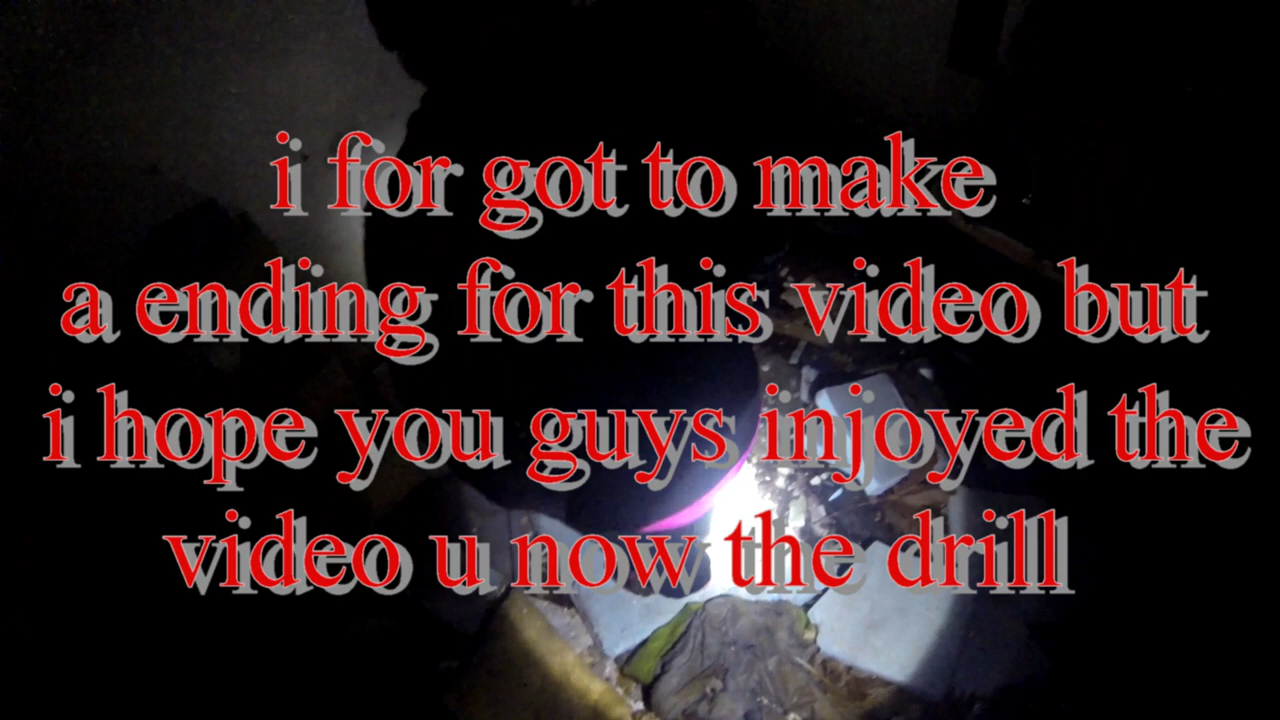 i for got to make
a ending for this video but
i hope you guys injoyed the
video u now the drill